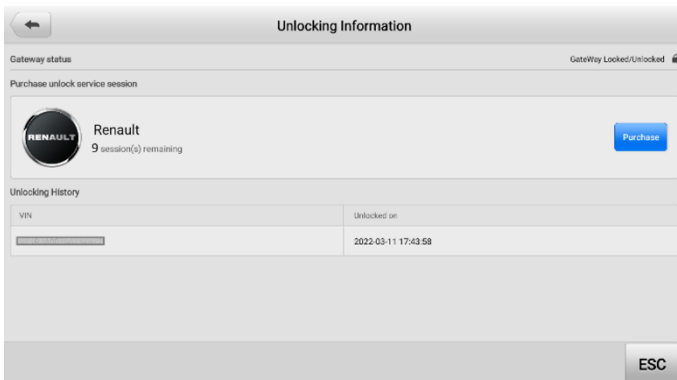 Unlocking Information
Gateway status
GateWay Locked/Unlocked
Purchase unlock service session
RENAULT
Renault
9 session(s) remaining
Purchase
Unlocking History
VIN
Unlocked on
2022-03-11 17:43:58
ESC